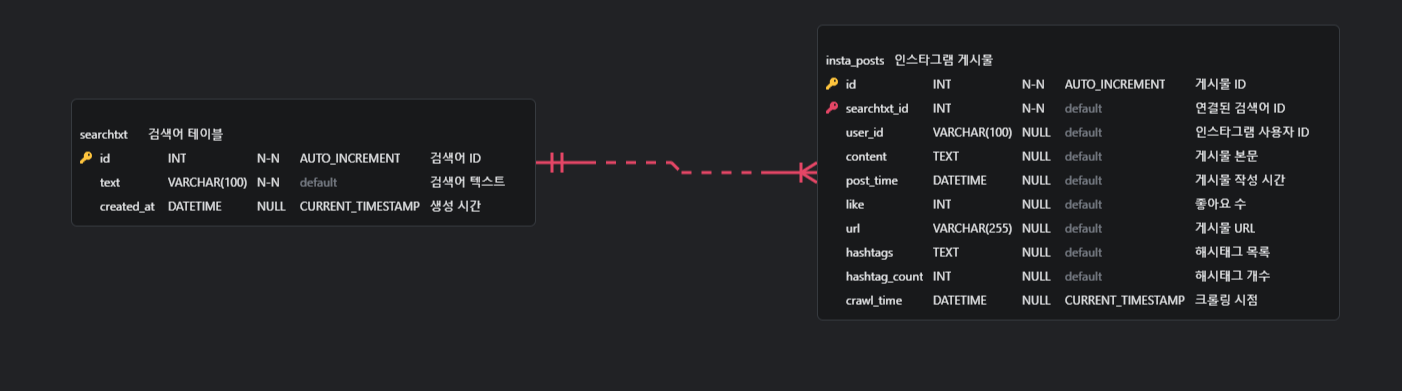 searchtxt 검색어 테이블
id INT N-N AUTO_INCREMENT 검색어 ID
text VARCHAR(100) N-N default 검색어 텍스트
created_at DATETIME NULL CURRENT_TIMESTAMP 생성 시간
insta_posts 인스타그램 게시물
id INT N-N AUTO_INCREMENT 게시물 ID
searchtxt_id INT N-N default 연결된 검색어 ID
user_id VARCHAR(100) NULL default 인스타그램 사용자 ID
content TEXT NULL default 게시물 본문
post_time DATETIME NULL default 게시물 작성 시간
like INT NULL default 좋아요 수
url VARCHAR(255) NULL default 게시물 URL
hashtags TEXT NULL default 해시태그 목록
hashtag_count INT NULL default 해시태그 개수
crawl_time DATETIME NULL CURRENT_TIMESTAMP 크롤링 시점